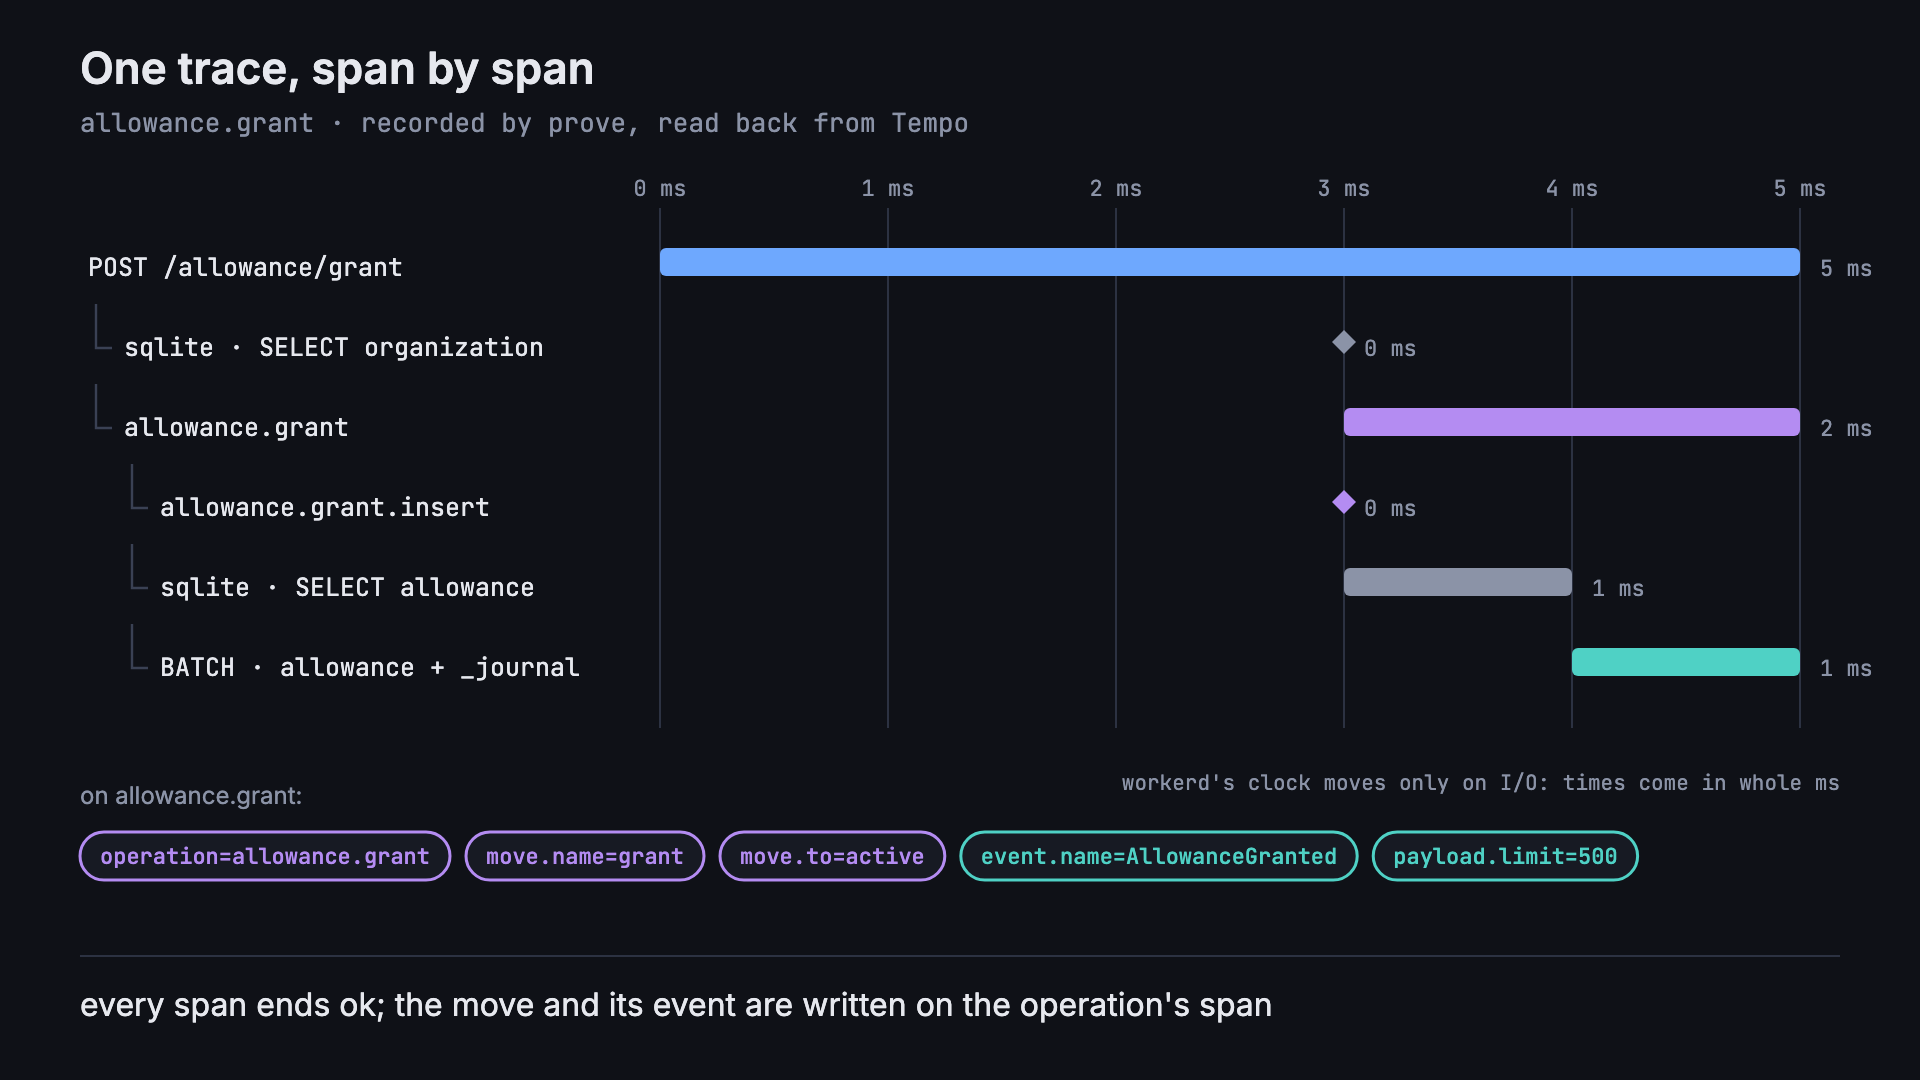 One trace, span by span
allowance.grant · recorded by prove, read back from Tempo
0 ms 1 ms 2 ms 3 ms 4 ms 5 ms
POST /allowance/grant 5 ms
sqlite · SELECT organization 0 ms
allowance.grant 2 ms
allowance.grant.insert 0 ms
sqlite · SELECT allowance 1 ms
BATCH · allowance + _journal 1 ms
workerd's clock moves only on I/O: times come in whole ms
on allowance.grant:
operation=allowance.grant move.name=grant move.to=active event.name=AllowanceGranted payload.limit=500
every span ends ok; the move and its event are written on the operation's span